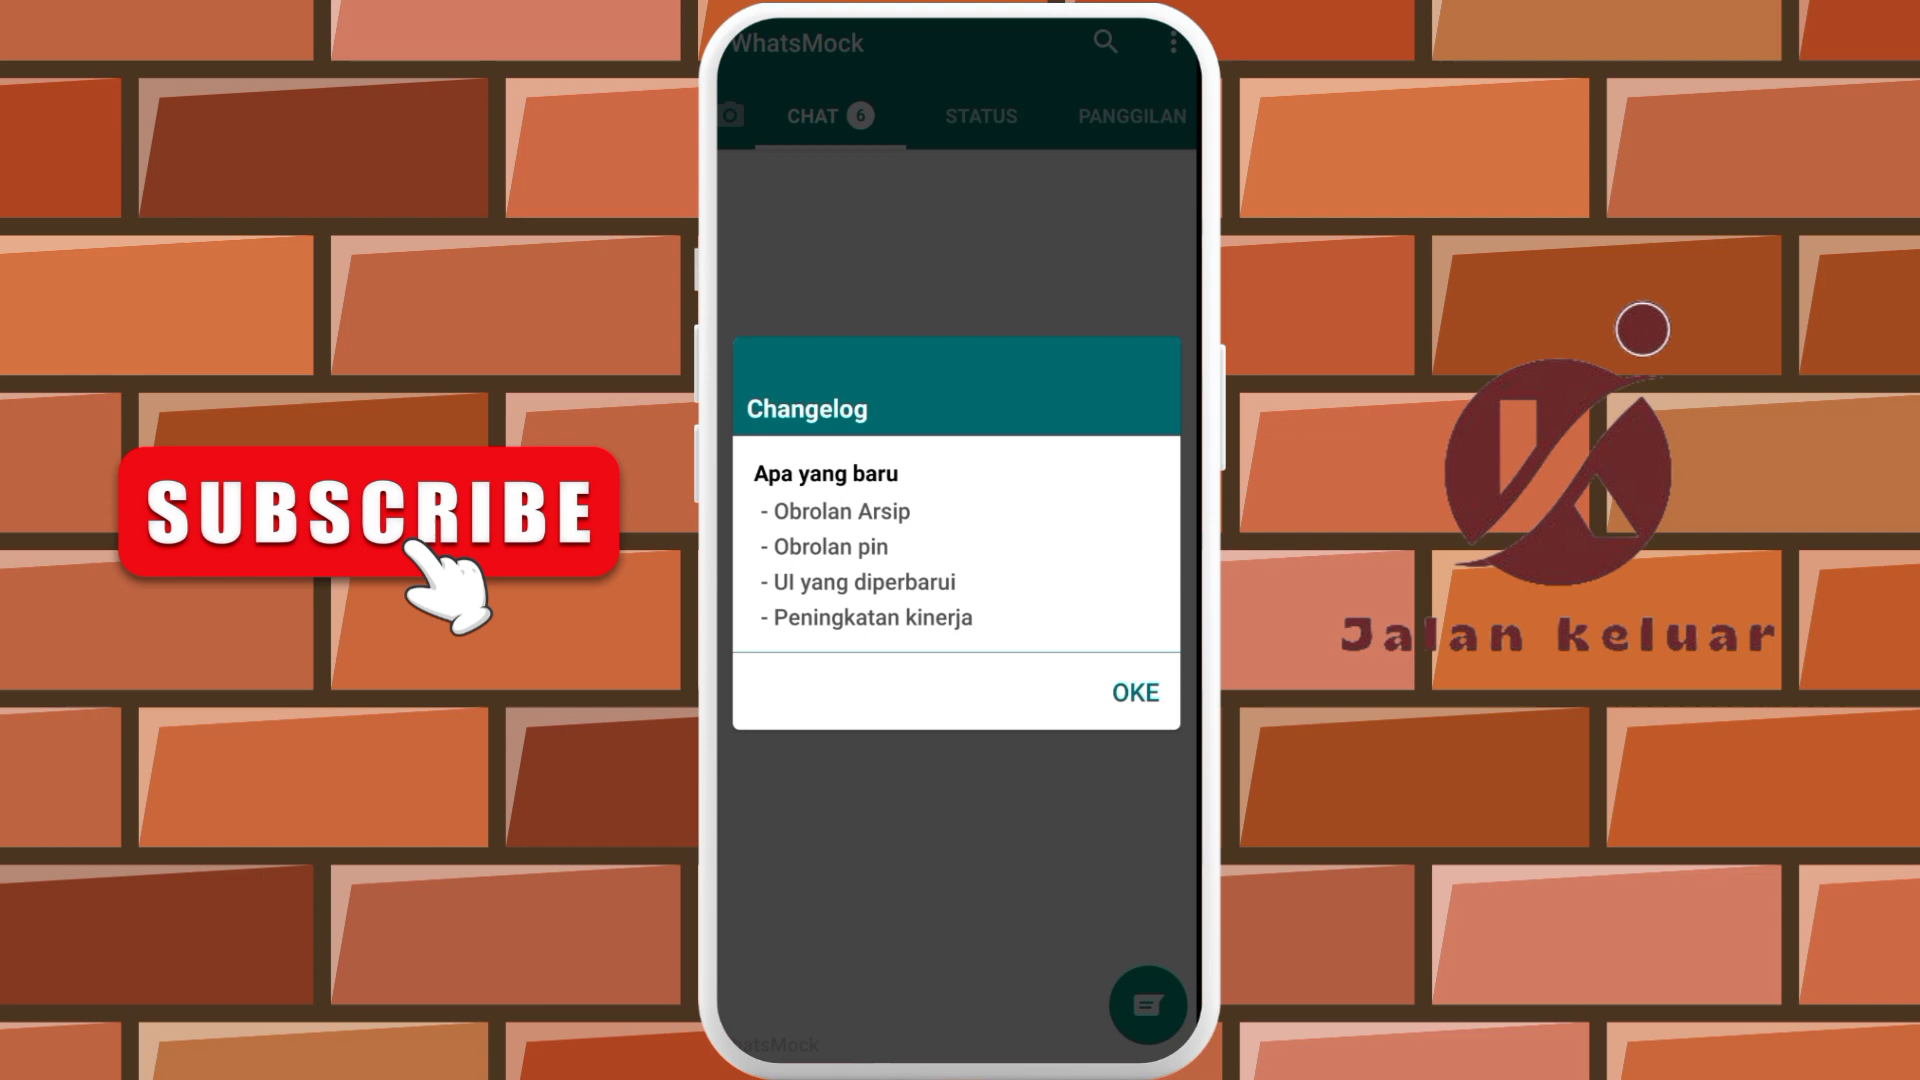 WhatsMock
CHAT 6 STATUS PANGGILAN
Changelog
Apa yang baru
- Obrolan Arsip
- Obrolan pin
- UI yang diperbarui
- Peningkatan kinerja
OKE
SUBSCRIBE
Jalan keluar
atsMock